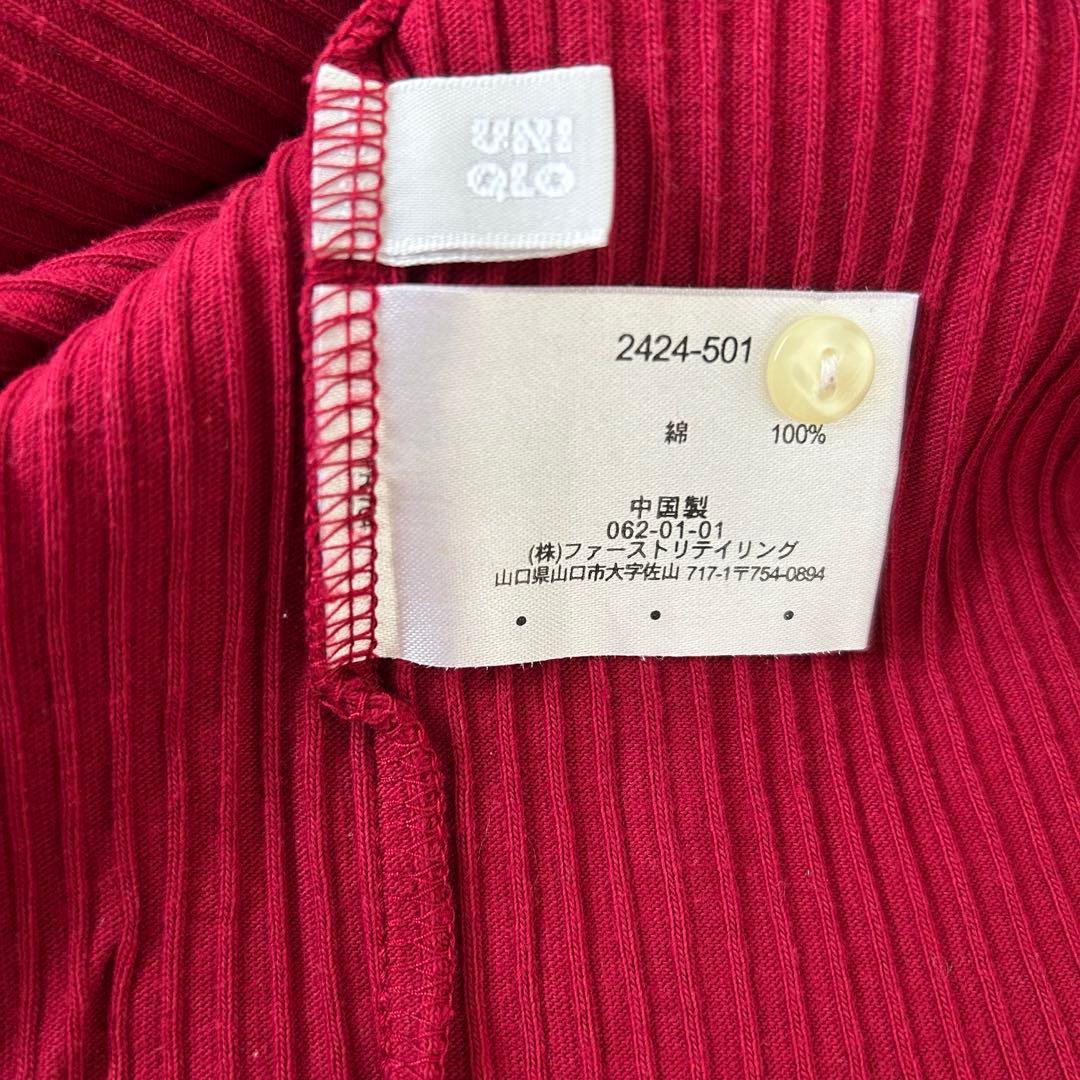 UNI
QLO
2424-501
綿 100%
中国製
062-01-01
(株)ファーストリテイリング
山口県山口市大字佐山 717-1〒754-0894